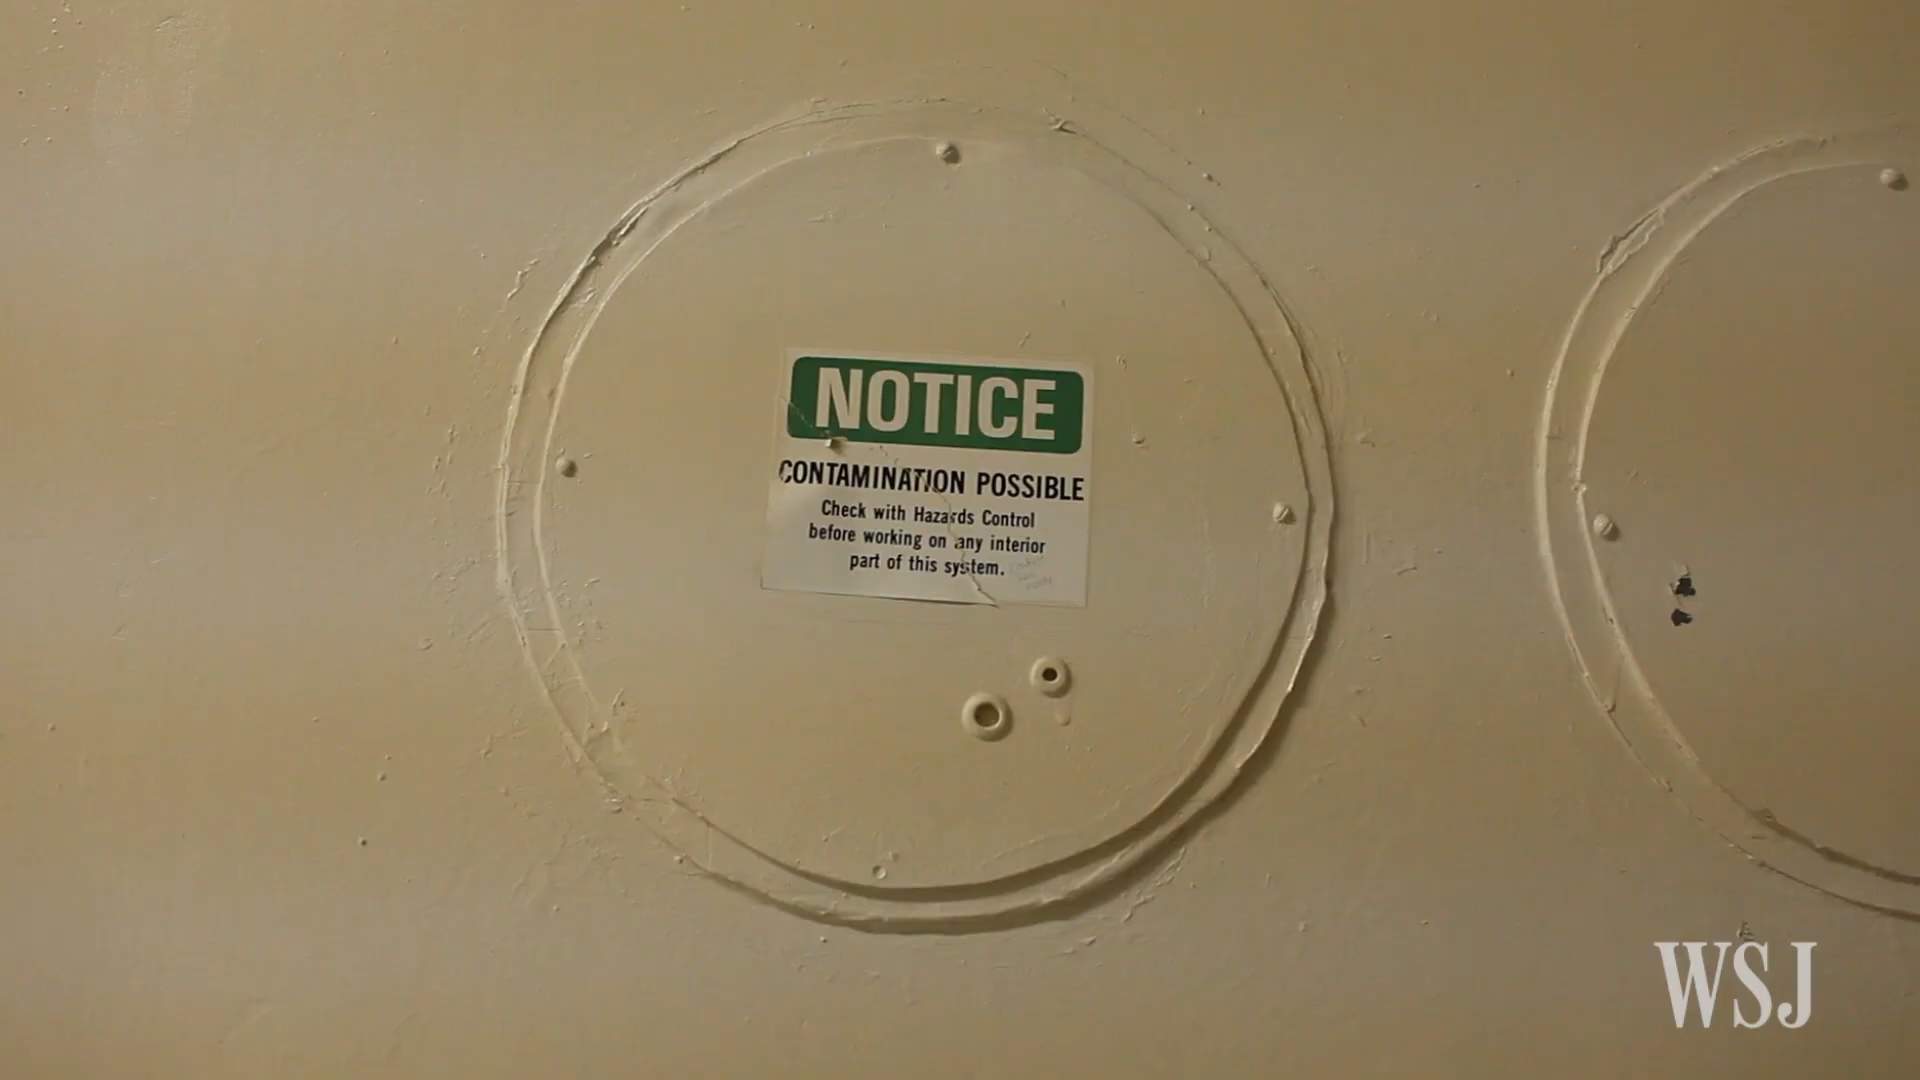 NOTICE
CONTAMINATION POSSIBLE
Check with Hazards Control
before working on any interior
part of this system.
WSJ